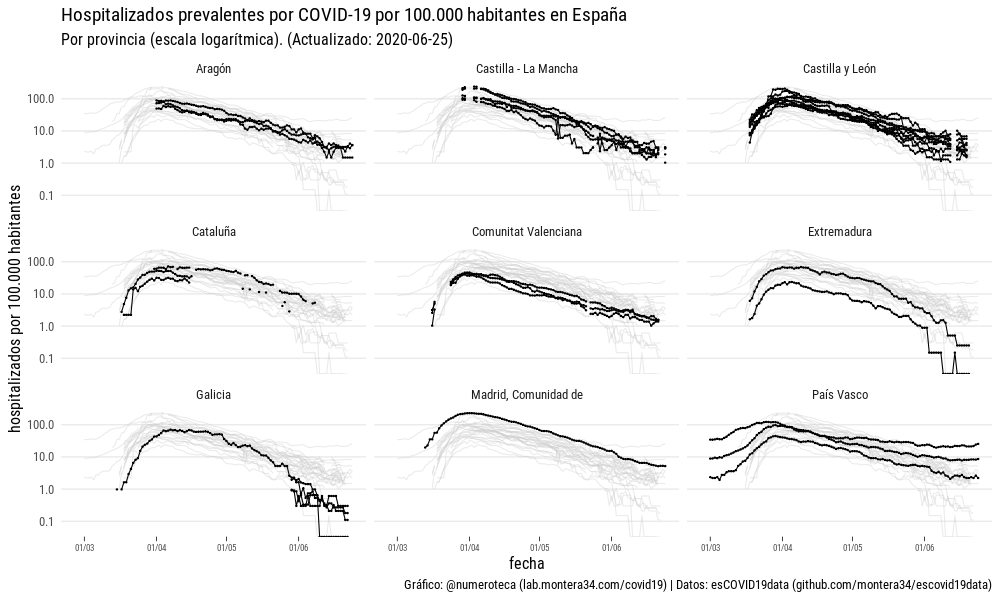 Hospitalizados prevalentes por COVID-19 por 100.000 habitantes en España
Por provincia (escala logarítmica). (Actualizado: 2020-06-25)
Aragón
Castilla - La Mancha
Castilla y León
100.0
10.0
1.0
0.1
Cataluña
Comunitat Valenciana
Extremadura
100.0
10.0
1.0
0.1
Galicia
Madrid, Comunidad de
País Vasco
100.0
10.0
1.0
0.1
hospitalizados por 100.000 habitantes
01/03 01/04 01/05 01/06
01/03 01/04 01/05 01/06
01/03 01/04 01/05 01/06
fecha
Gráfico: @numeroteca (lab.montera34.com/covid19) | Datos: esCOVID19data (github.com/montera34/escovid19data)